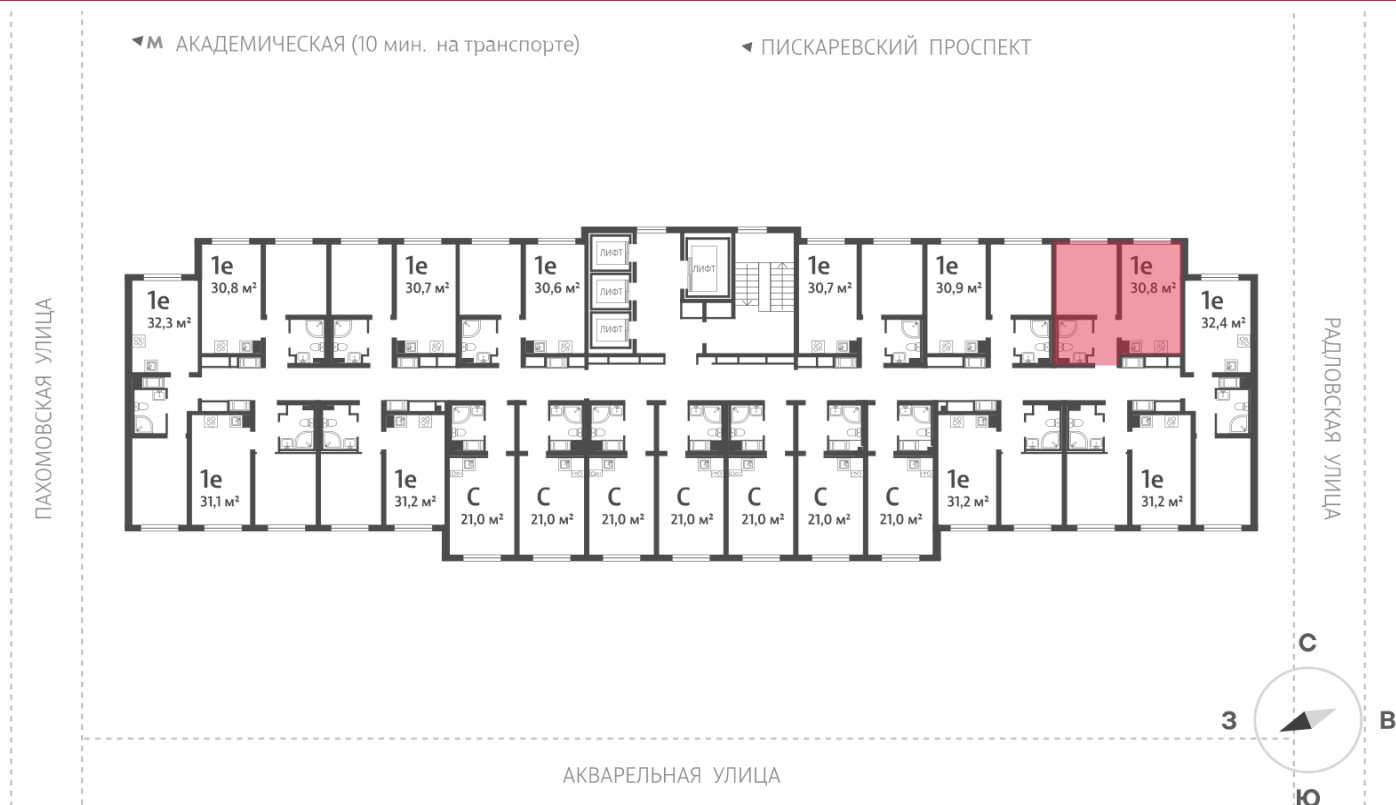 М АКАДЕМИЧЕСКАЯ (10 мин. на транспорте)
ПИСКАРЕВСКИЙ ПРОСПЕКТ
ПАХОМОВСКАЯ УЛИЦА
1е
32,3 м²
1е
30,8 м²
1е
30,7 м²
1е
30,6 м²
ЛИФТ
ЛИФТ
ЛИФТ
ЛИФТ
1е
30,7 м²
1е
30,9 м²
1е
30,8 м²
1е
32,4 м²
РАДЛОВСКАЯ УЛИЦА
1е
31,1 м²
1е
31,2 м²
С
21,0 м²
С
21,0 м²
С
21,0 м²
С
21,0 м²
С
21,0 м²
С
21,0 м²
С
21,0 м²
1е
31,2 м²
1е
31,2 м²
С
З
В
Ю
АКВАРЕЛЬНАЯ УЛИЦА